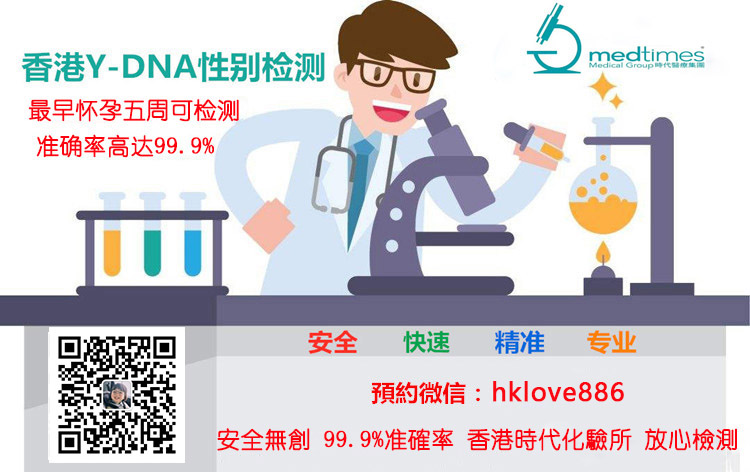 香港Y-DNA性别检测
最早怀孕五周可检测
准确率高达99.9%
medtimes
Medical Group 時代醫療集團
安全 快速 精准 专业
預約微信：hklove886
安全無創 99.9%准確率 香港時代化驗所 放心檢測